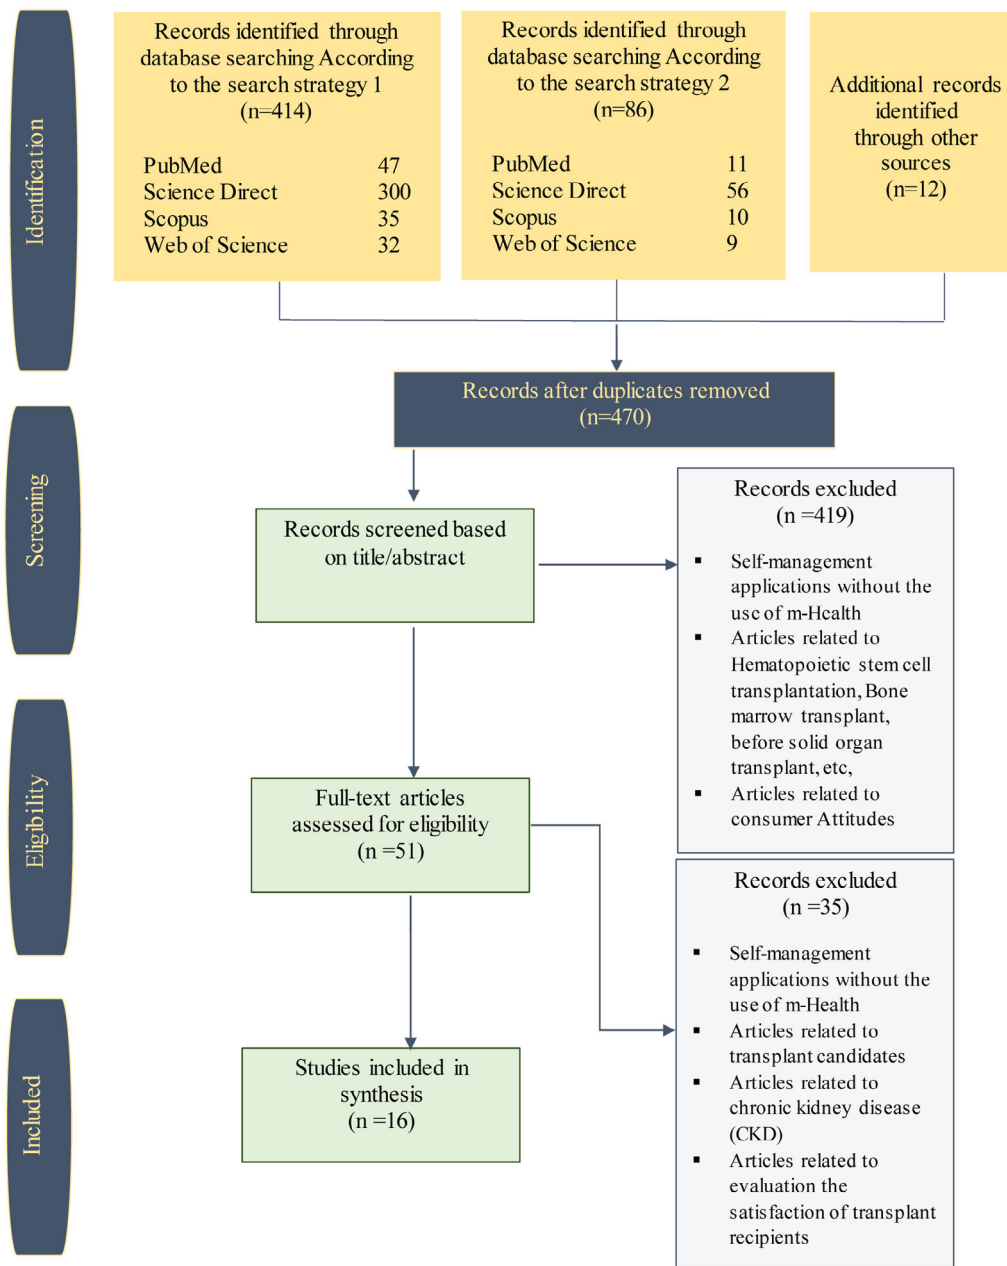 Identification
Records identified through
database searching According
to the search strategy 1
(n=414)
PubMed 47
Science Direct 300
Scopus 35
Web of Science 32
Records identified through
database searching According
to the search strategy 2
(n=86)
PubMed 11
Science Direct 56
Scopus 10
Web of Science 9
Additional records
identified
through other
sources
(n=12)
Records after duplicates removed
(n=470)
Screening
Records screened based
on title/abstract
Records excluded
(n =419)
▪ Self-management
applications without the
use of m-Health
▪ Articles related to
Hematopoietic stem cell
transplantation, Bone
marrow transplant,
before solid organ
transplant, etc,
▪ Articles related to
consumer Attitudes
Eligibility
Full-text articles
assessed for eligibility
(n =51)
Records excluded
(n =35)
▪ Self-management
applications without the
use of m-Health
▪ Articles related to
transplant candidates
▪ Articles related to
chronic kidney disease
(CKD)
▪ Articles related to
evaluation the
satisfaction of transplant
recipients
Included
Studies included in
synthesis
(n =16)